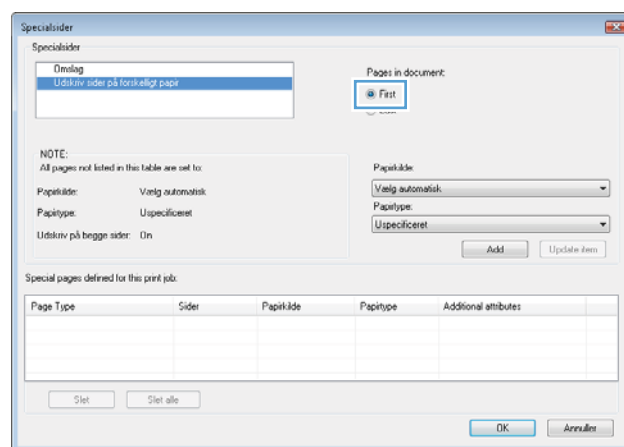 Specialsider
Specialsider
Omslag
Udskriv sider på forskelligt papir
Pages in document:
First
NOTE:
All pages not listed in this table are set to:
Papirkilde: Vælg automatisk
Papirtype: Uspecificeret
Udskriv på begge sider: On
Papirkilde:
Vælg automatisk
Papirtype:
Uspecificeret
Add Update item
Special pages defined for this print job:
Page Type Sider Papirkilde Papirtype Additional attributes
Slet Slet alle
OK Annuller